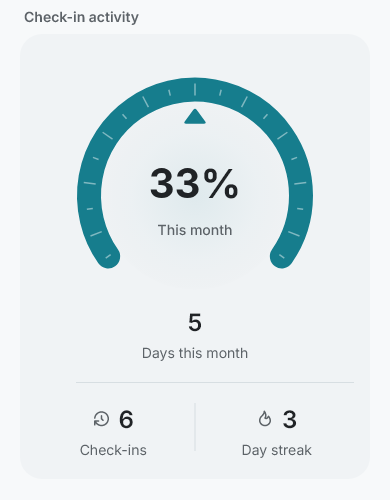 Check-in activity
33%
This month
5
Days this month
6
Check-ins
3
Day streak